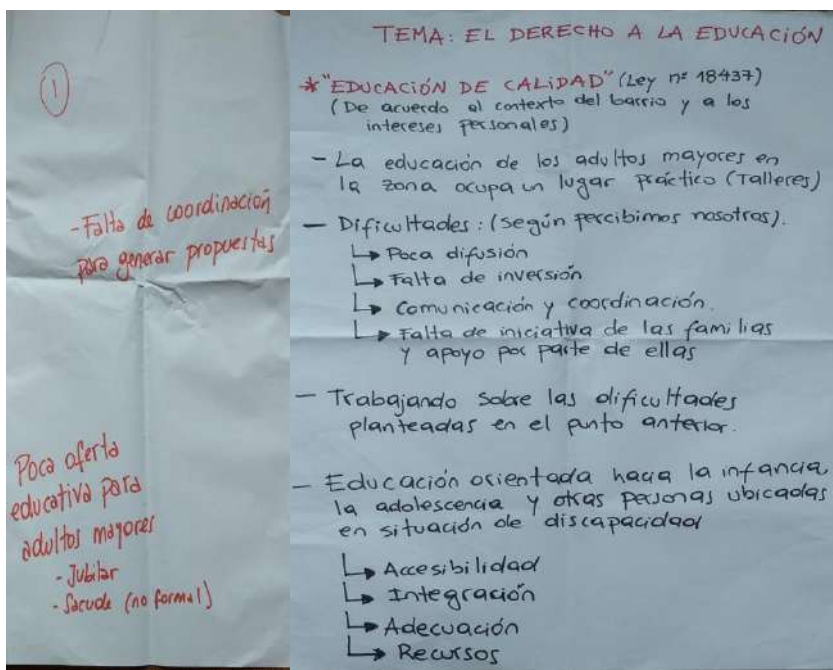 1
- Falta de coordinación
para generar propuestas
Poca oferta
educativa para
adultos mayores
- Jubilar
- Sacude (no formal)
TEMA: EL DERECHO A LA EDUCACIÓN
* "EDUCACIÓN DE CALIDAD" (Ley nº 18437)
(De acuerdo al contexto del barrio y a los
intereses personales)
- La educación de los adultos mayores en
la zona ocupa un lugar práctico (Talleres)
- Dificultades: (según percibimos nosotros).
↳ Poca difusión
↳ Falta de inversión
↳ Comunicación y coordinación.
↳ Falta de iniciativa de las familias
y apoyo por parte de ellas
- Trabajando sobre las dificultades
planteadas en el punto anterior.
- Educación orientada hacia la infancia,
la adolescencia y otras personas ubicadas
en situación de discapacidad
↳ Accesibilidad
↳ Integración
↳ Adecuación
↳ Recursos